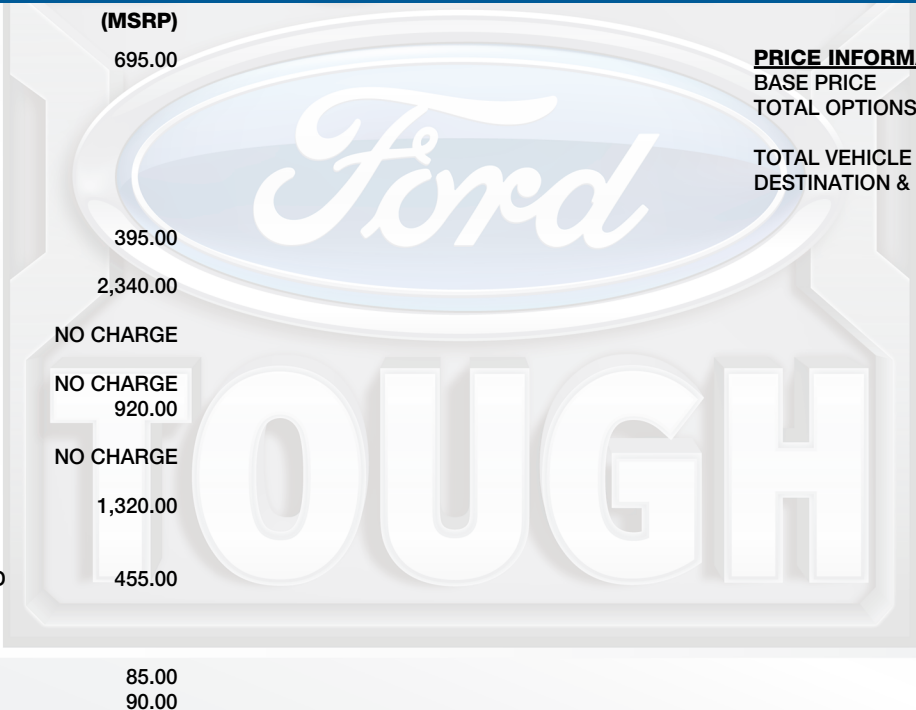 (MSRP)
695.00
395.00
2,340.00
NO CHARGE
NO CHARGE
920.00
NO CHARGE
1,320.00
455.00
85.00
90.00
PRICE INFORM
BASE PRICE
TOTAL OPTIONS
TOTAL VEHICLE
DESTINATION &
Ford
TOUGH